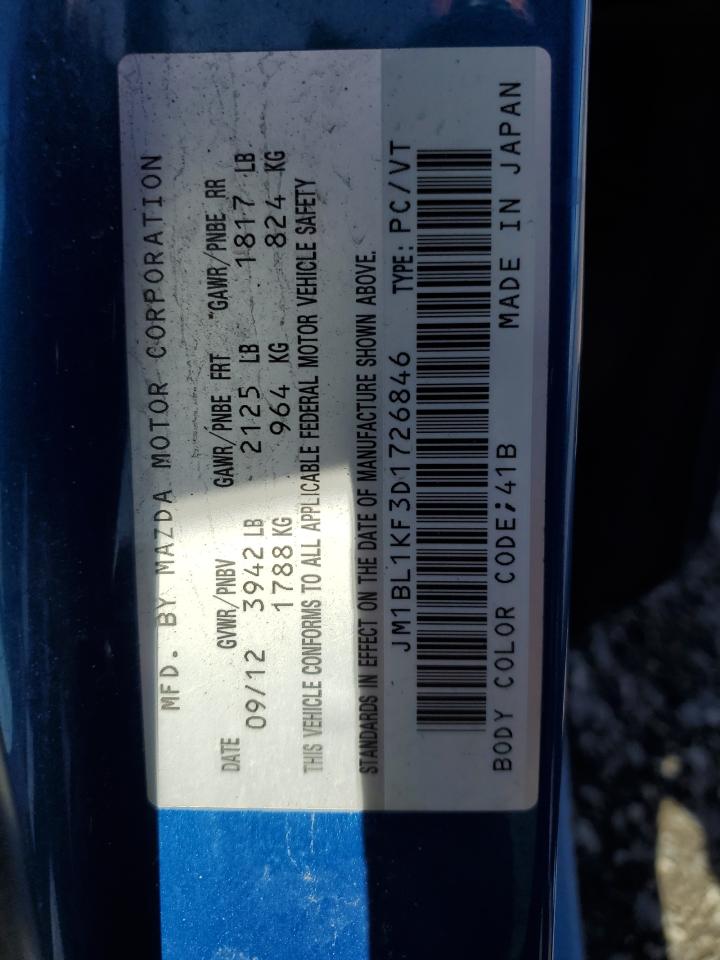 MFD. BY MAZDA MOTOR CORPORATION
DATE GVWR/PNBV GAWR/PNBE FRT GAWR/PNBE RR
09/12 3942 LB 2125 LB 1817 LB
1788 KG 964 KG 824 KG
THIS VEHICLE CONFORMS TO ALL APPLICABLE FEDERAL MOTOR VEHICLE SAFETY
STANDARDS IN EFFECT ON THE DATE OF MANUFACTURE SHOWN ABOVE.
JM1BL1KF3D1726846 TYPE: PC/VT
BODY COLOR CODE;41B MADE IN JAPAN